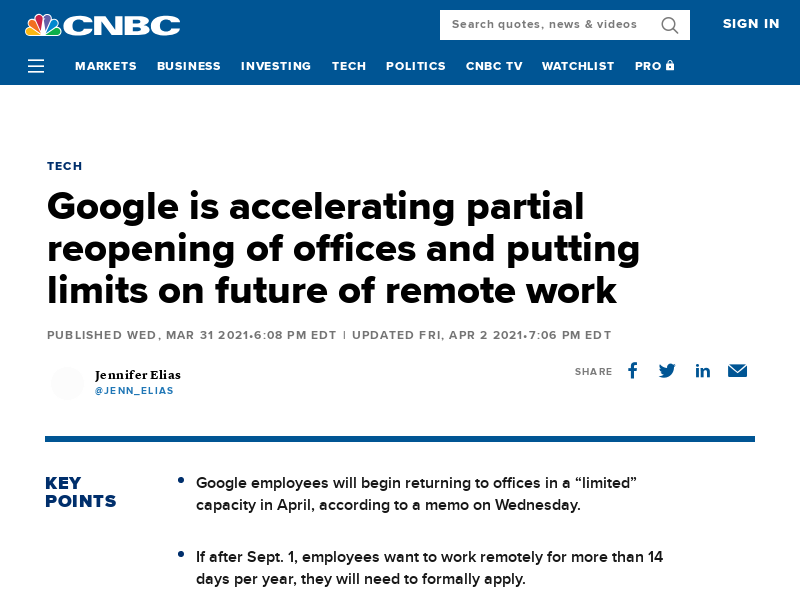 CNBC
Search quotes, news & videos
SIGN IN
MARKETS BUSINESS INVESTING TECH POLITICS CNBC TV WATCHLIST PRO
TECH
Google is accelerating partial
reopening of offices and putting
limits on future of remote work
PUBLISHED WED, MAR 31 2021•6:08 PM EDT | UPDATED FRI, APR 2 2021•7:06 PM EDT
Jennifer Elias
@JENN_ELIAS
SHARE
KEY
POINTS
Google employees will begin returning to offices in a “limited”
capacity in April, according to a memo on Wednesday.
If after Sept. 1, employees want to work remotely for more than 14
days per year, they will need to formally apply.